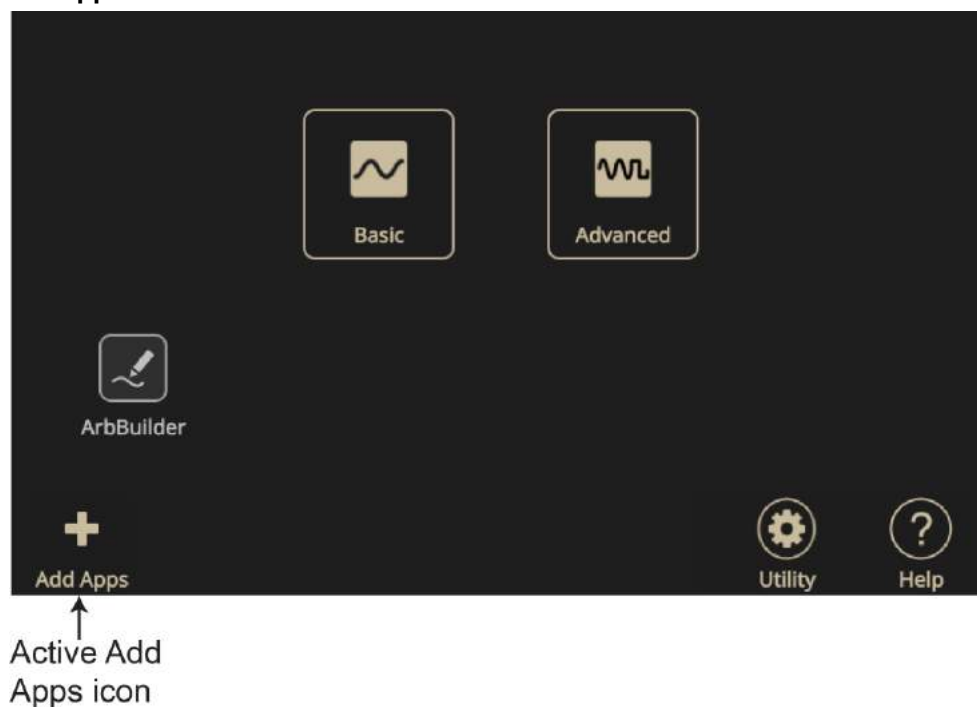 Basic
Advanced
ArbBuilder
Add Apps
Utility
?
Help
Active Add
Apps icon